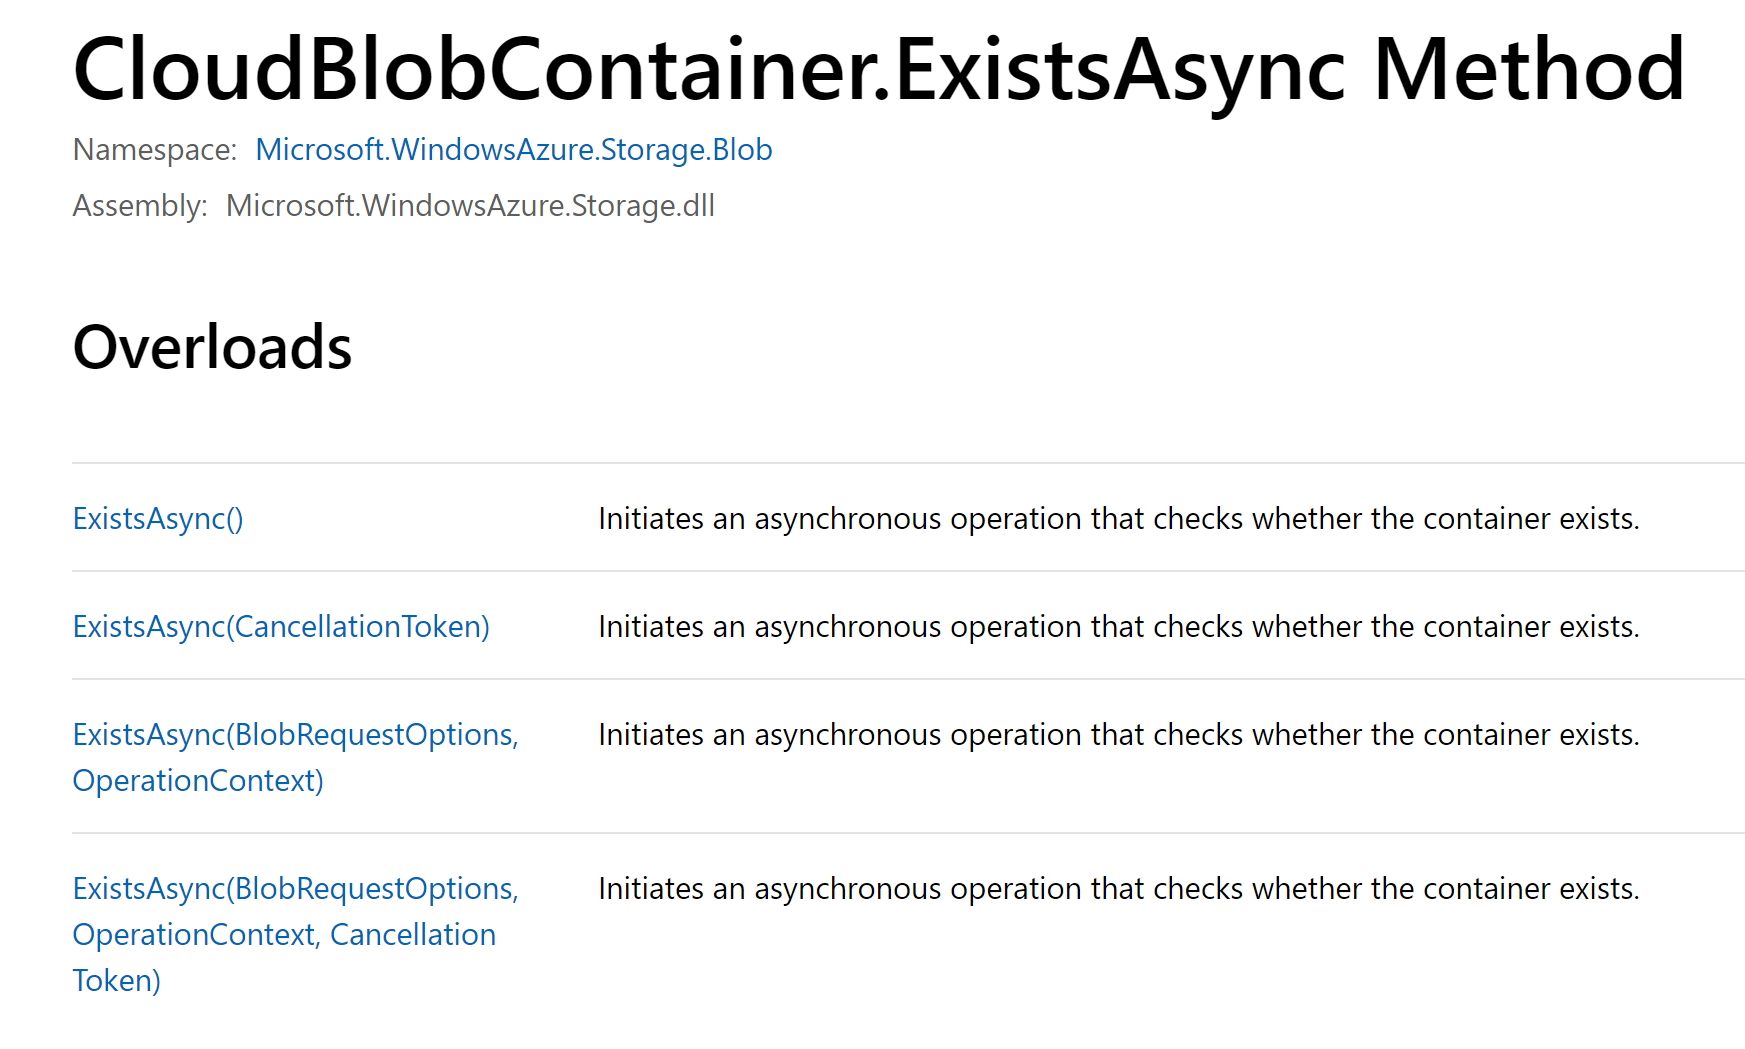 CloudBlobContainer.ExistsAsync Method
Namespace: Microsoft.WindowsAzure.Storage.Blob
Assembly: Microsoft.WindowsAzure.Storage.dll
Overloads
ExistsAsync() Initiates an asynchronous operation that checks whether the container exists.
ExistsAsync(CancellationToken) Initiates an asynchronous operation that checks whether the container exists.
ExistsAsync(BlobRequestOptions, Initiates an asynchronous operation that checks whether the container exists.
OperationContext)
ExistsAsync(BlobRequestOptions, Initiates an asynchronous operation that checks whether the container exists.
OperationContext, Cancellation
Token)